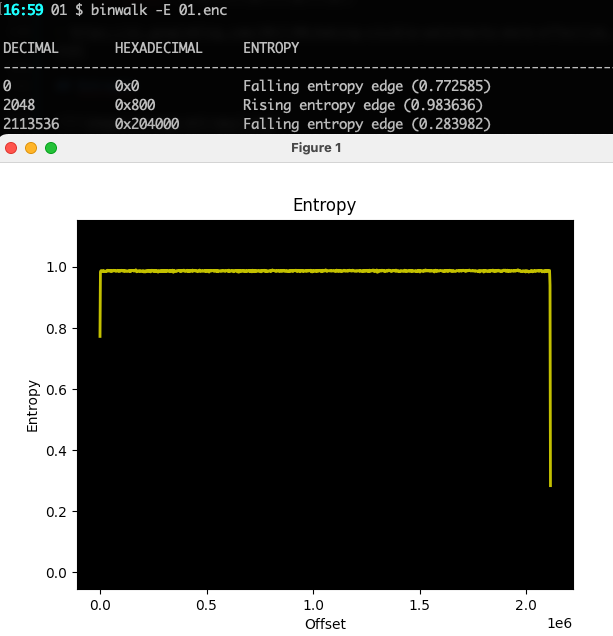 16:59 01 $ binwalk -E 01.enc
DECIMAL HEXADECIMAL ENTROPY
--------------------------------------------------------------------------------
0 0x0 Falling entropy edge (0.772585)
2048 0x800 Rising entropy edge (0.983636)
2113536 0x204000 Falling entropy edge (0.283982)
Figure 1
Entropy
1.0
0.8
0.6
0.4
0.2
0.0
Entropy
0.0 0.5 1.0 1.5 2.0
1e6
Offset